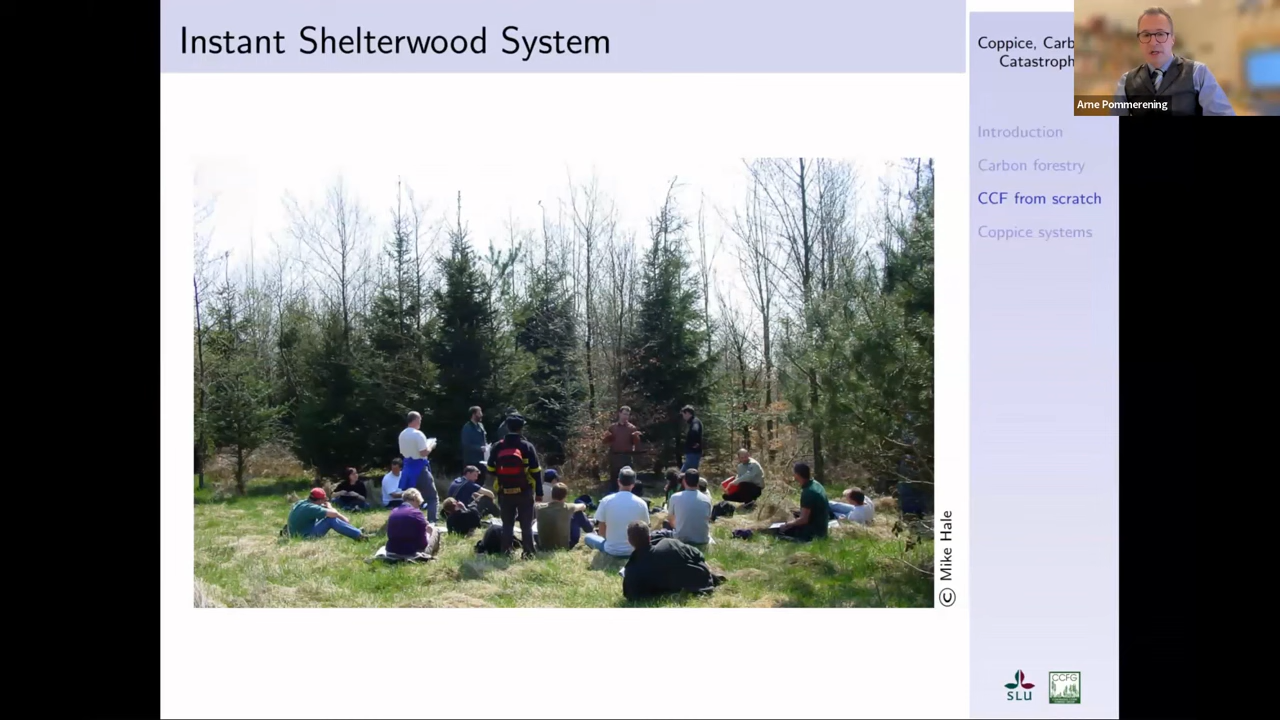 Instant Shelterwood System
Coppice, Carb
Catastroph
Arne Pommerening
Introduction
Carbon forestry
CCF from scratch
Coppice systems
© Mike Hale
SLU
CCFG